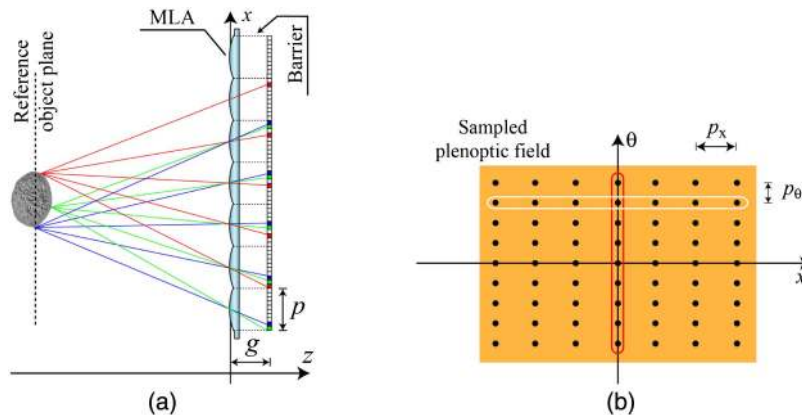 MLA
x
Barrier
Reference
object plane
p
g
z
(a)
Sampled
plenoptic field
θ
pₓ
p_θ
x
(b)